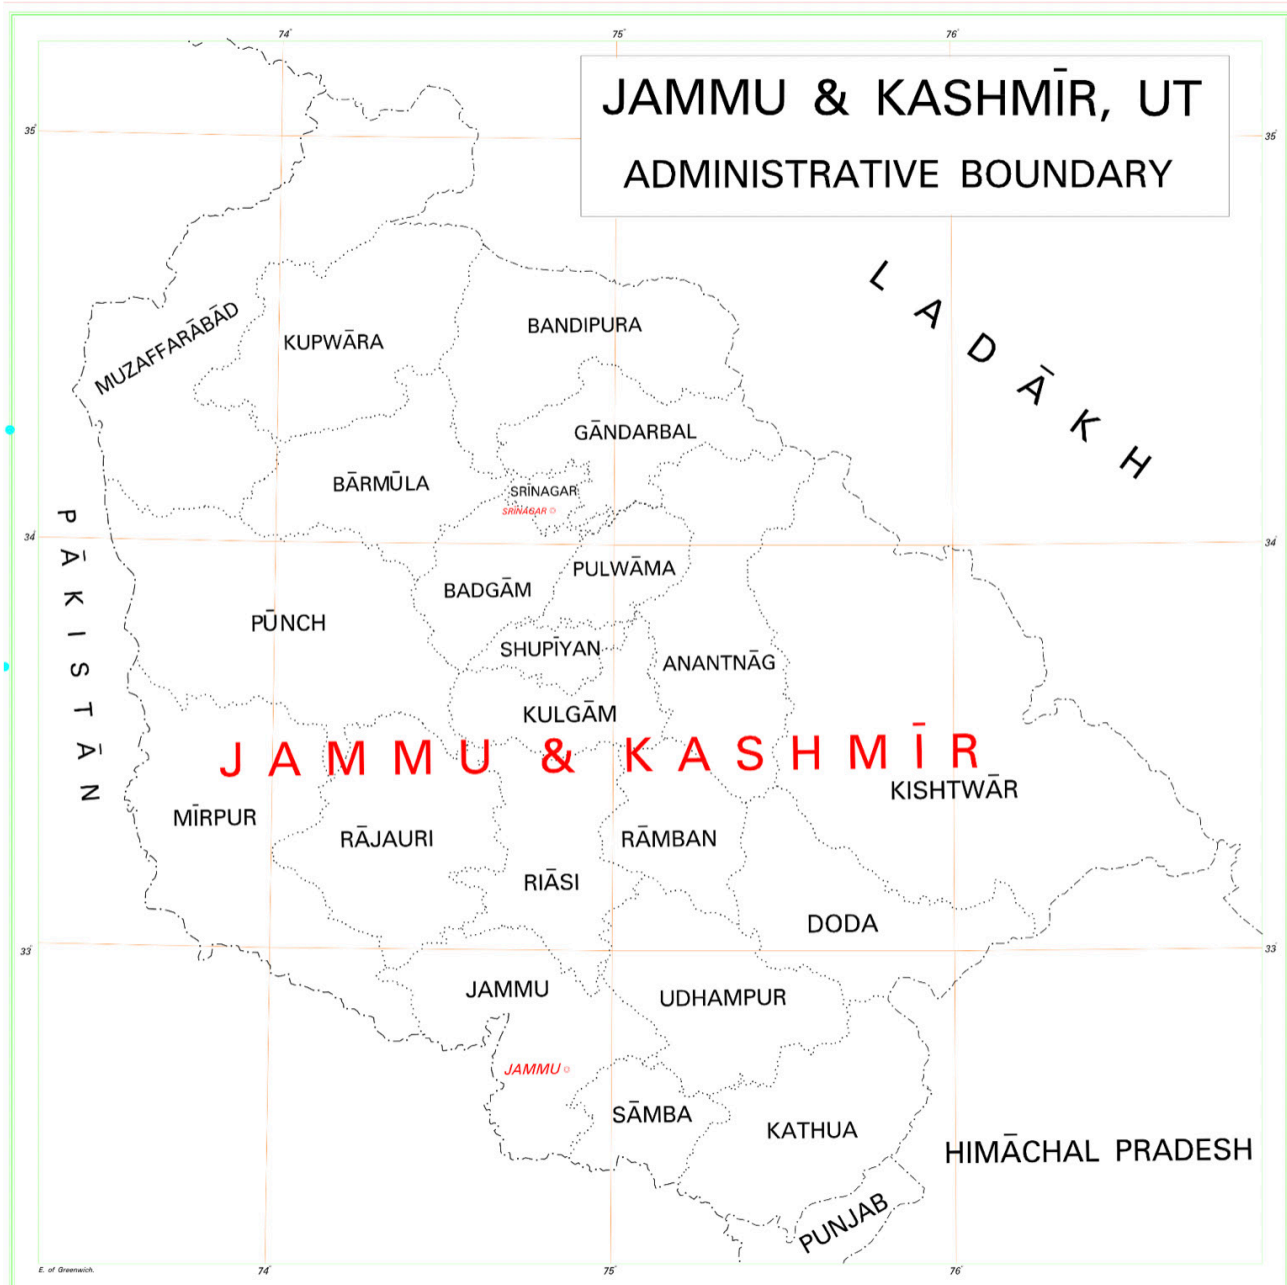 74°
75°
76°
JAMMU & KASHMĪR, UT
ADMINISTRATIVE BOUNDARY
35°
35°
LADĀKH
MUZAFFARĀBĀD
KUPWĀRA
BANDIPURA
GĀNDARBAL
BĀRMŪLA
SRĪNAGAR
SRĪNAGAR
PĀKISTĀN
34°
34°
PULWĀMA
BADGĀM
PŪNCH
SHUPĪYAN
ANANTNĀG
KULGĀM
JAMMU & KASHMĪR
KISHTWĀR
MĪRPUR
RĀJAURI
RĀMBAN
RIĀSI
DODA
33°
33°
JAMMU
UDHAMPUR
JAMMU
SĀMBA
KATHUA
HIMĀCHAL PRADESH
PUNJAB
E. of Greenwich.
74°
75°
76°